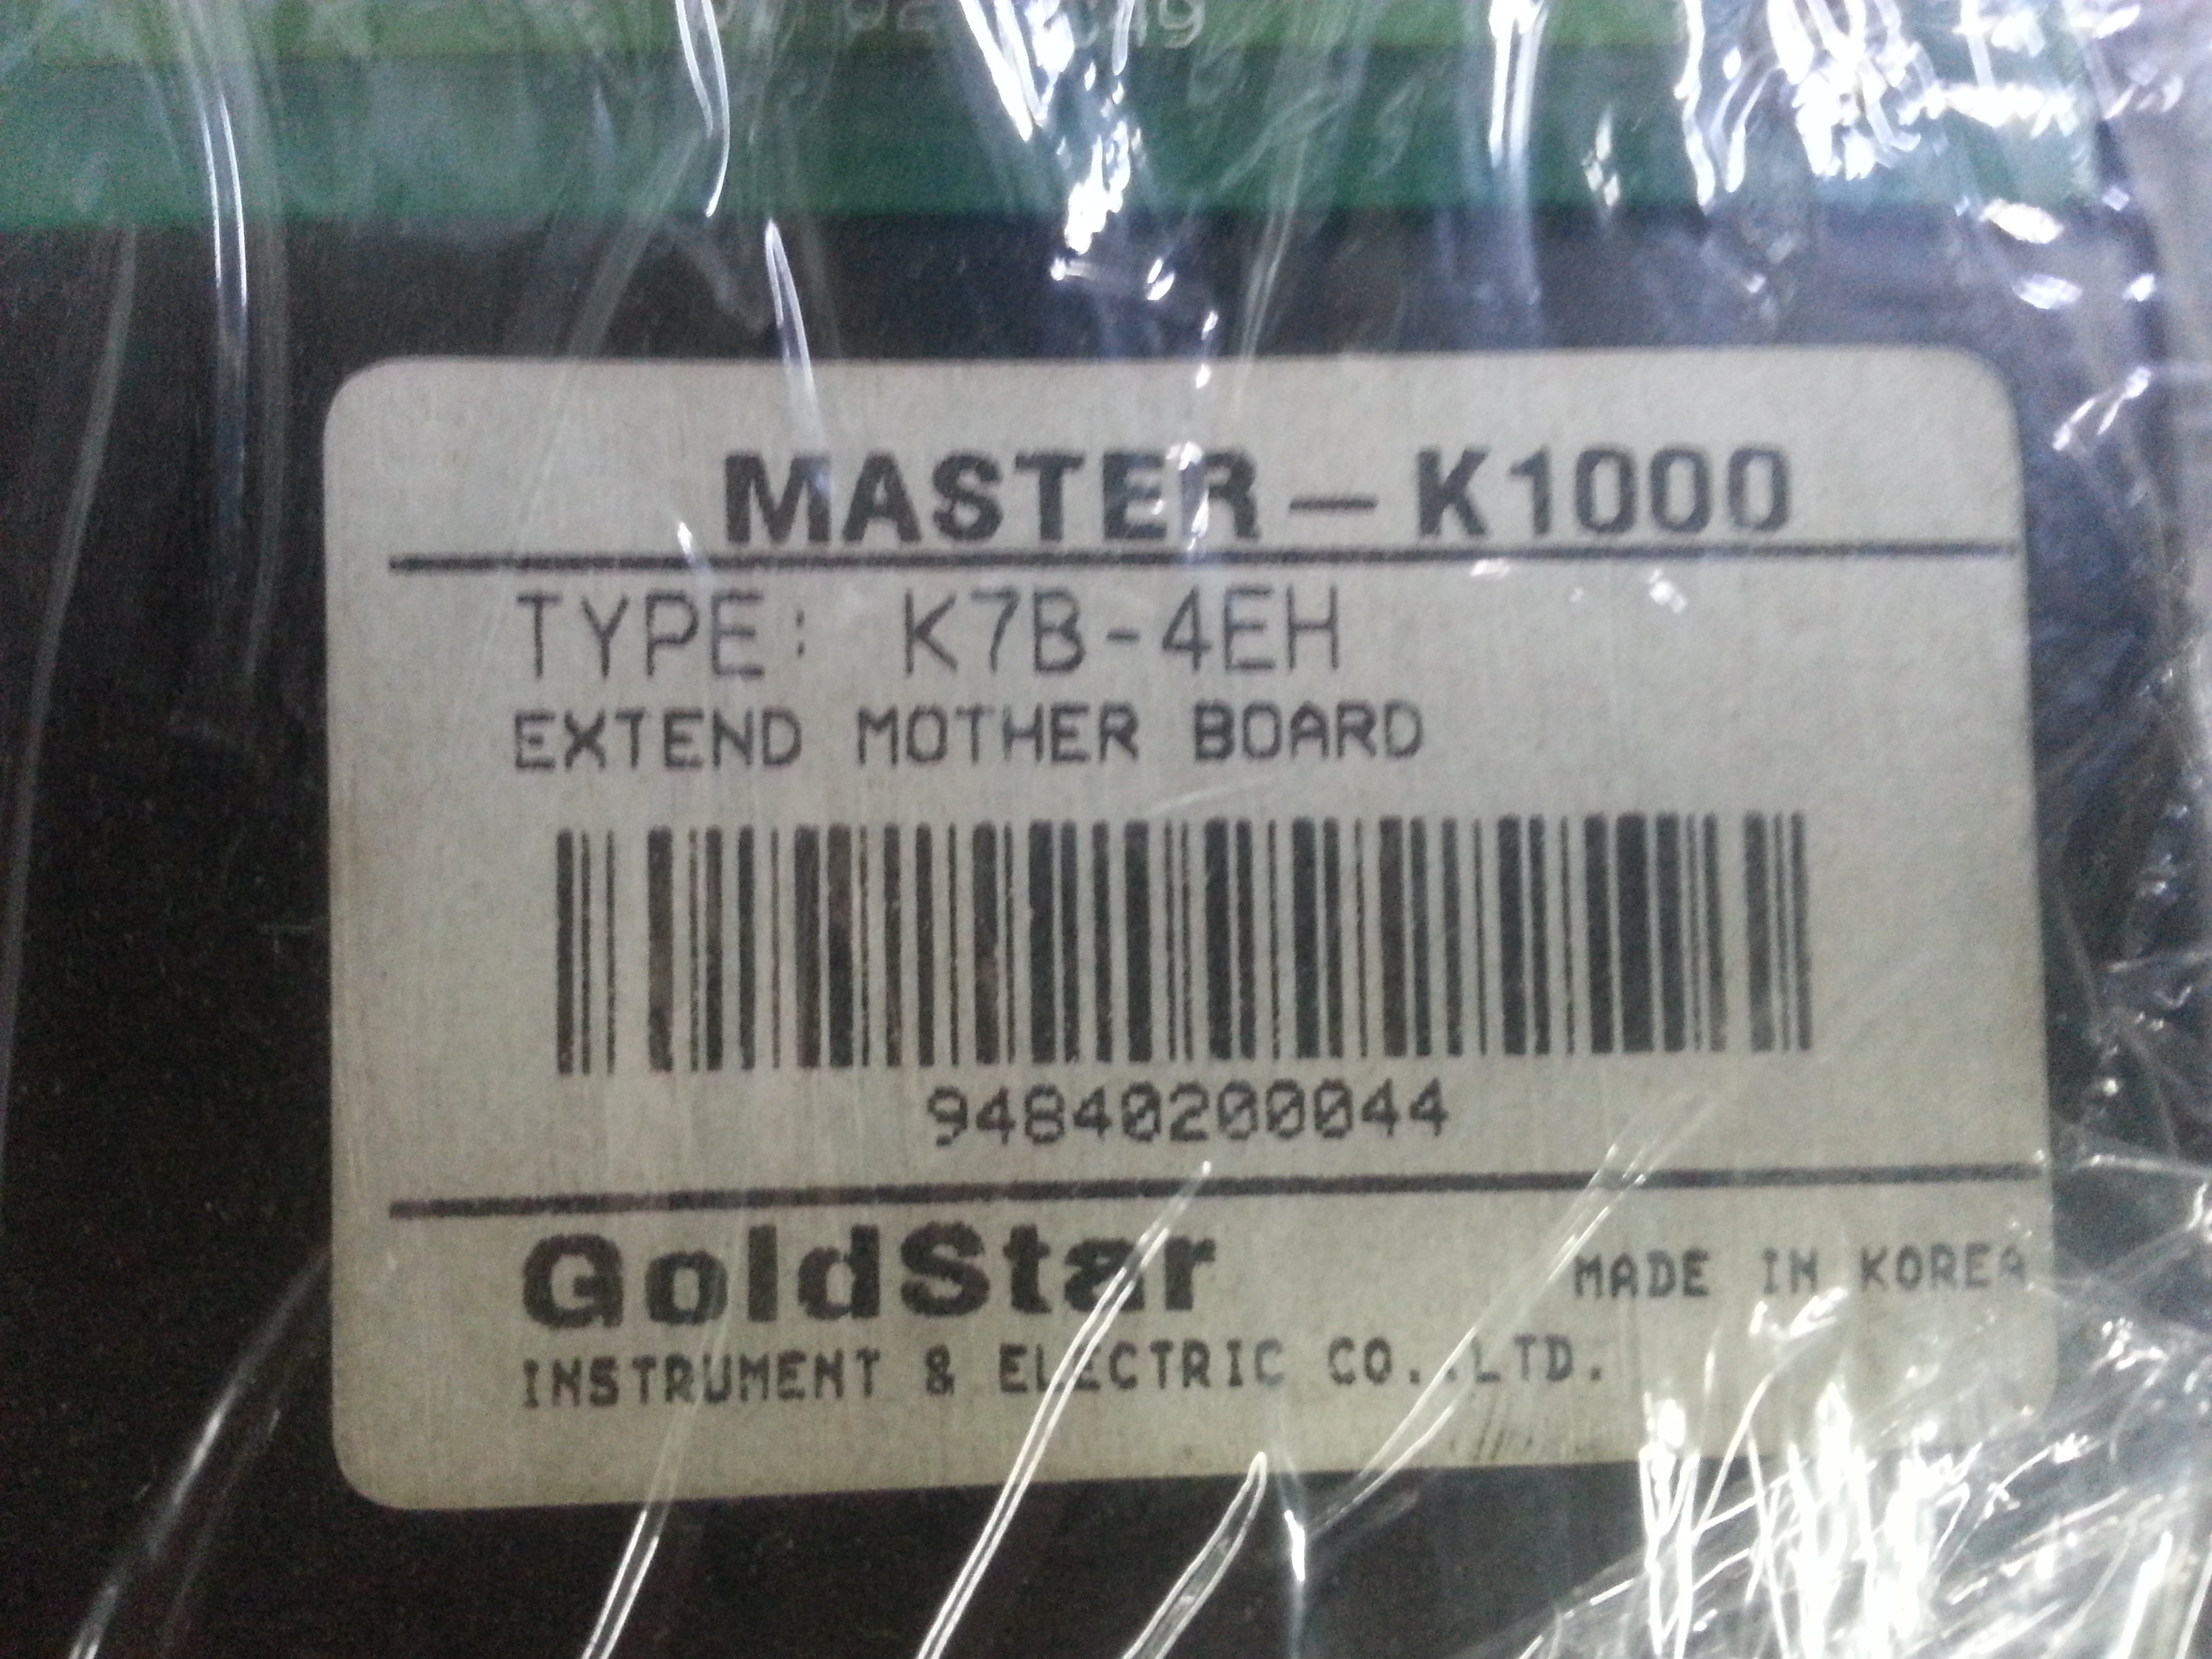 MASTER-K1000
TYPE: K7B-4EH
EXTEND MOTHER BOARD
94840200044
GoldStar
MADE IN KOREA
INSTRUMENT & ELECTRIC CO.,LTD.